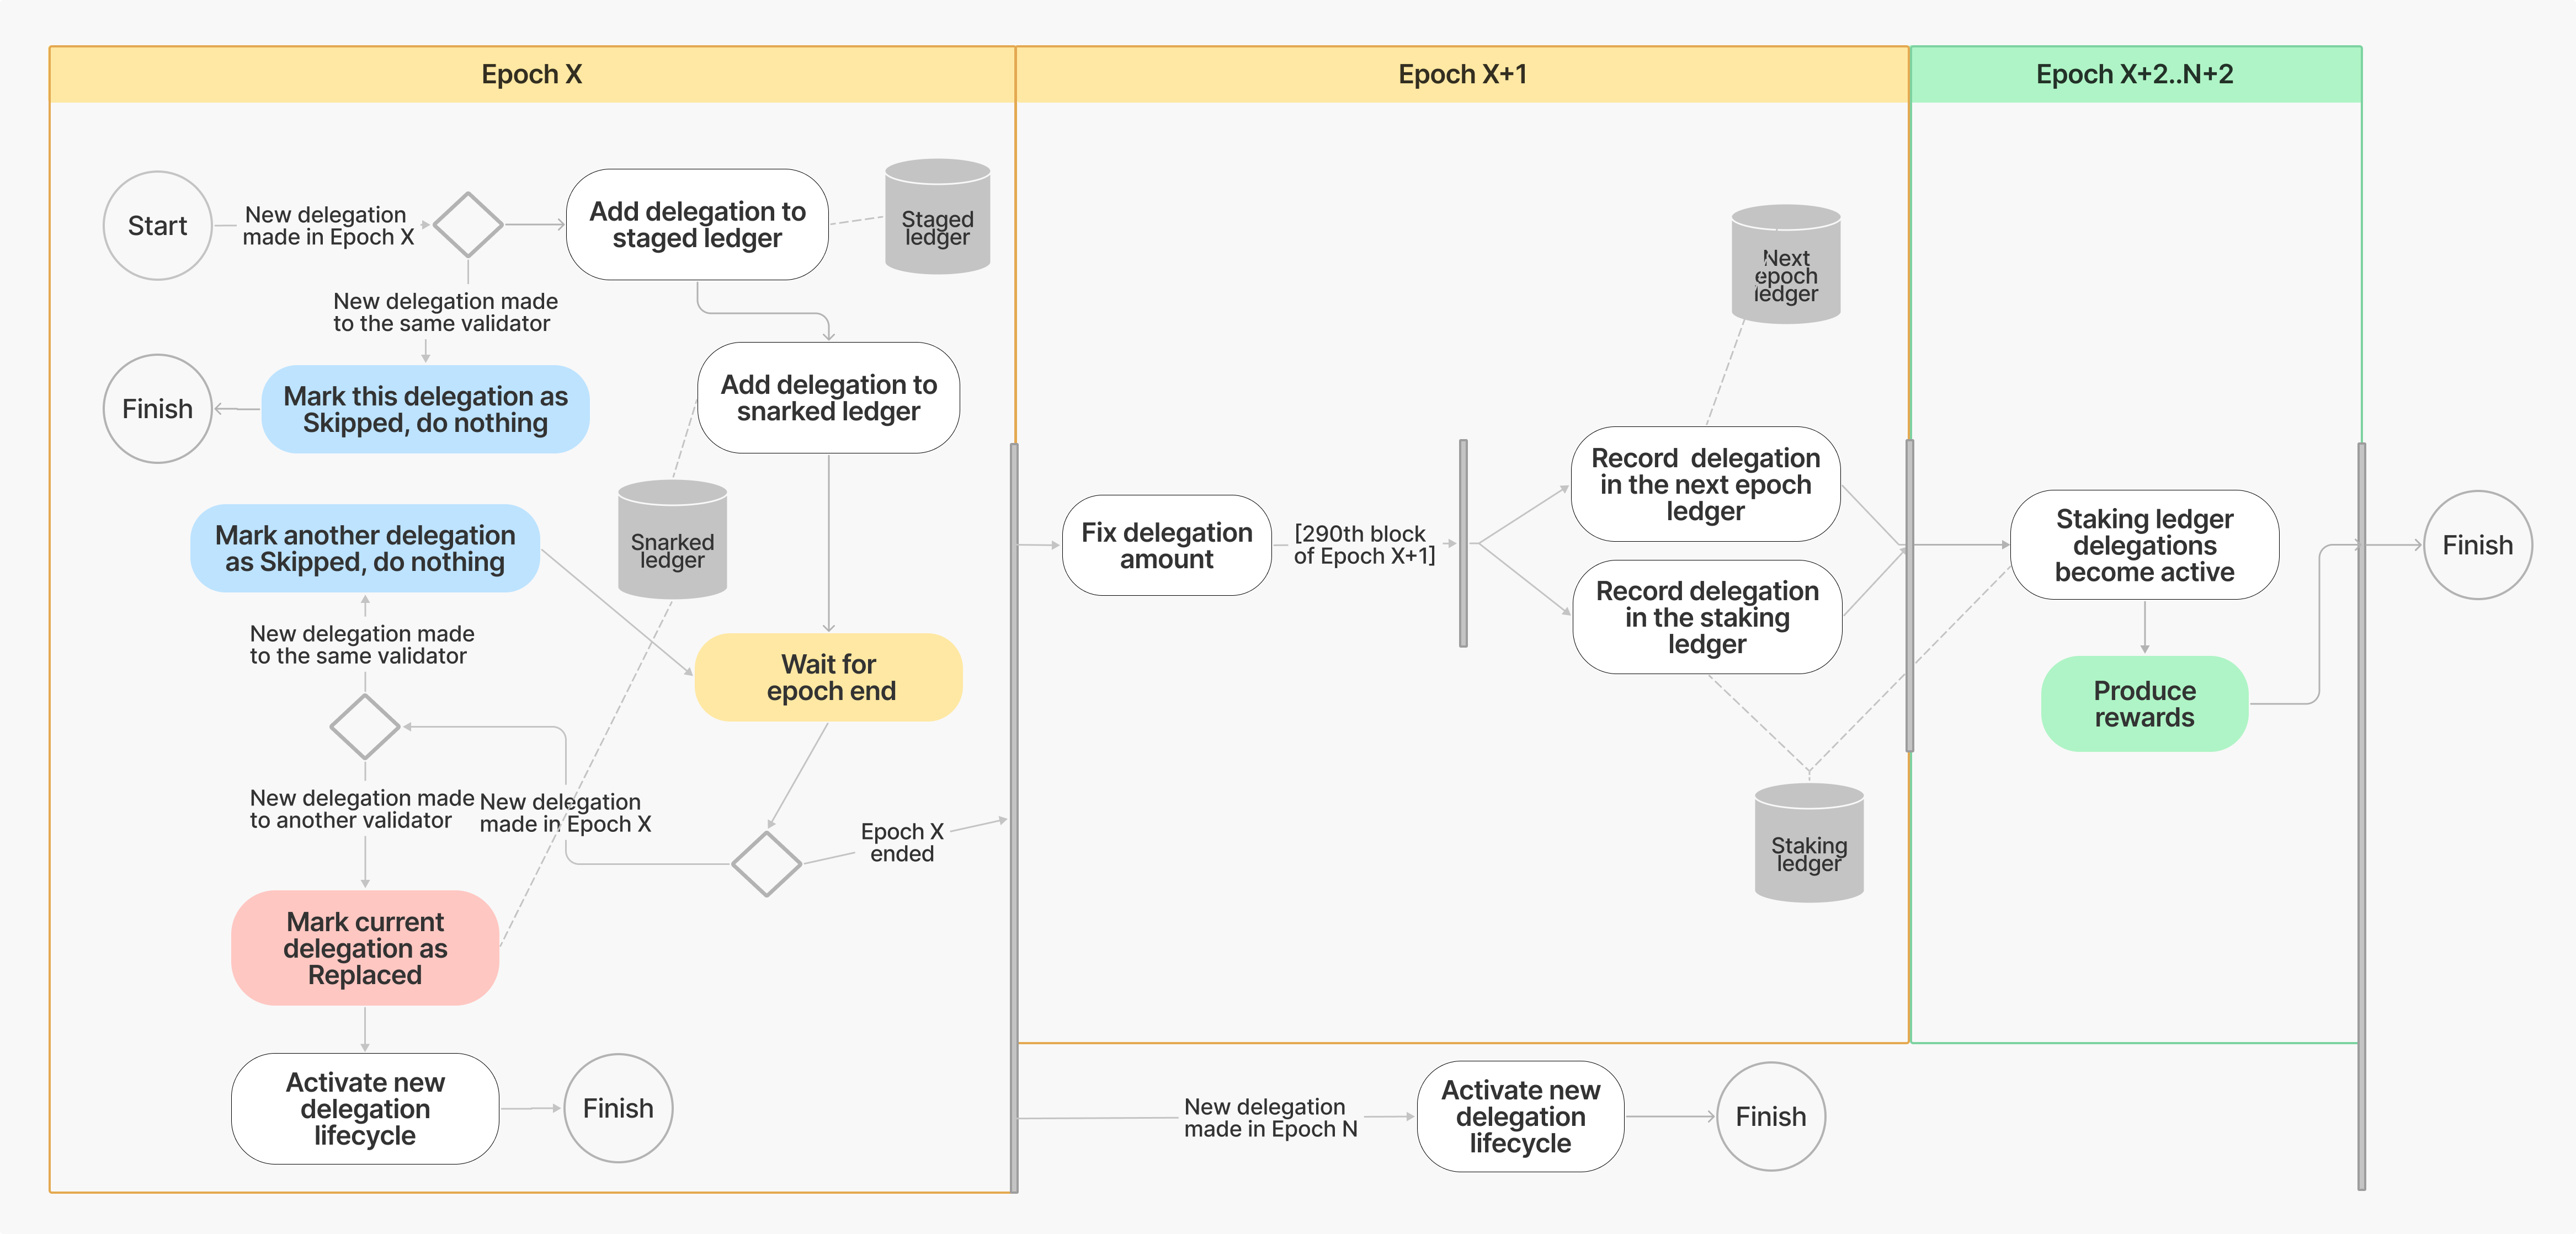 Epoch X
Epoch X+1
Epoch X+2..N+2
Start
New delegation
made in Epoch X
Add delegation to
staged ledger
Staged
ledger
New delegation made
to the same validator
Finish
Mark this delegation as
Skipped, do nothing
Add delegation to
snarked ledger
Mark another delegation
as Skipped, do nothing
Snarked
ledger
New delegation made
to the same validator
Wait for
epoch end
New delegation made
to another validator
New delegation
made in Epoch X
Epoch X
ended
Mark current
delegation as
Replaced
Activate new
delegation
lifecycle
Finish
Fix delegation
amount
[290th block
of Epoch X+1]
Next
epoch
ledger
Record delegation
in the next epoch
ledger
Record delegation
in the staking
ledger
Staking
ledger
New delegation
made in Epoch N
Activate new
delegation
lifecycle
Finish
Staking ledger
delegations
become active
Produce
rewards
Finish